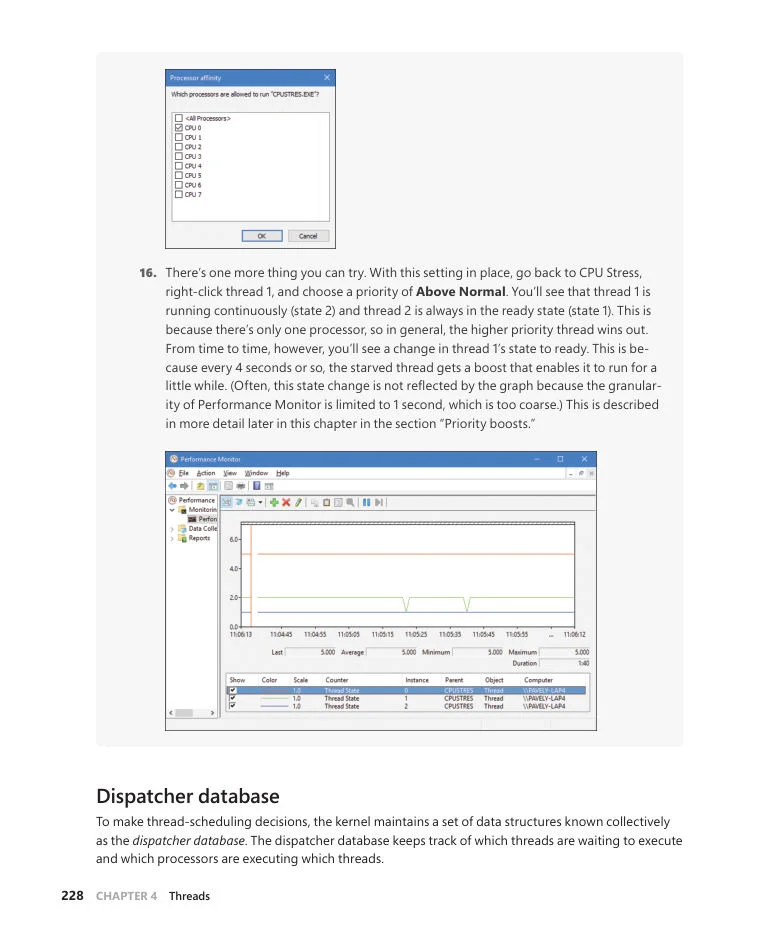 Processor affinity
Which processors are allowed to run "CPUSTRES.EXE"?
<All Processors>
CPU 0
CPU 1
CPU 2
CPU 3
CPU 4
CPU 5
CPU 6
CPU 7
OK Cancel
16. There’s one more thing you can try. With this setting in place, go back to CPU Stress,
right-click thread 1, and choose a priority of Above Normal. You’ll see that thread 1 is
running continuously (state 2) and thread 2 is always in the ready state (state 1). This is
because there’s only one processor, so in general, the higher priority thread wins out.
From time to time, however, you’ll see a change in thread 1’s state to ready. This is be-
cause every 4 seconds or so, the starved thread gets a boost that enables it to run for a
little while. (Often, this state change is not reflected by the graph because the granular-
ity of Performance Monitor is limited to 1 second, which is too coarse.) This is described
in more detail later in this chapter in the section “Priority boosts.”
Performance Monitor
File Action View Window Help
Performance
Monitorin
Perfon
Data Colle
Reports
6.0
4.0
2.0
0.0
11:06:13 11:04:45 11:04:55 11:05:05 11:05:15 11:05:25 11:05:35 11:05:45 11:05:55 ... 11:06:12
Last 5.000 Average 5.000 Minimum 5.000 Maximum 5.000
Duration 1:40
Show Color Scale Counter Instance Parent Object Computer
1.0 Thread State 0 CPUSTRES Thread \\PAVELY-LAP4
1.0 Thread State 1 CPUSTRES Thread \\PAVELY-LAP4
1.0 Thread State 2 CPUSTRES Thread \\PAVELY-LAP4
Dispatcher database
To make thread-scheduling decisions, the kernel maintains a set of data structures known collectively
as the dispatcher database. The dispatcher database keeps track of which threads are waiting to execute
and which processors are executing which threads.
228 CHAPTER 4 Threads